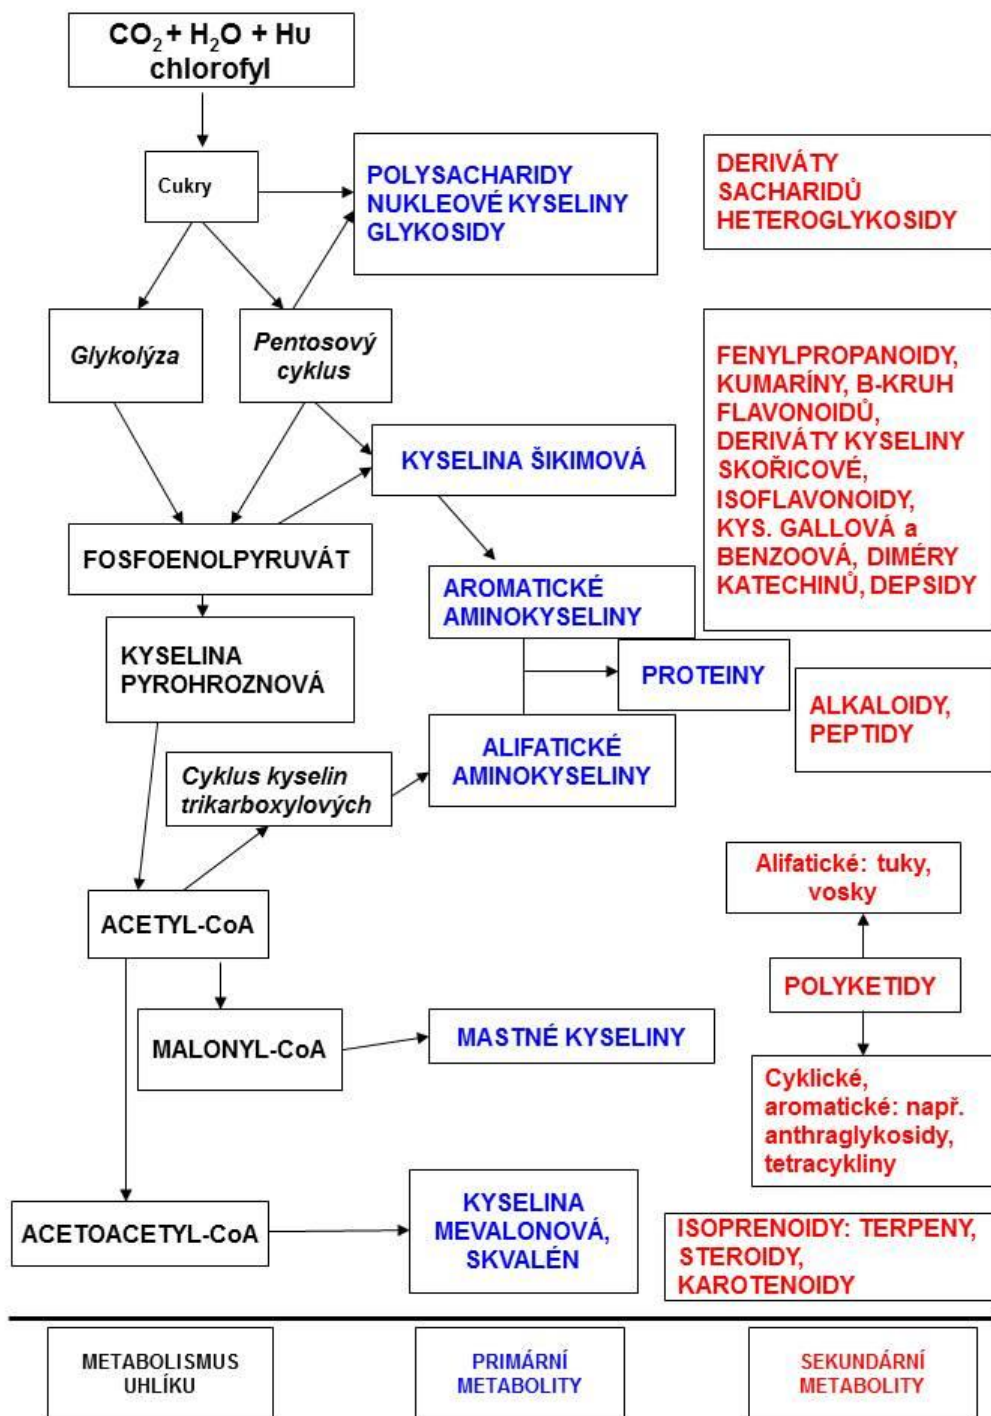 CO₂ + H₂O + Hυ
chlorofyl
Cukry
POLYSACHARIDY
NUKLEOVÉ KYSELINY
GLYKOSIDY
DERIVÁTY
SACHARIDŮ
HETEROGLYKOSIDY
Glykolýza
Pentosový
cyklus
FENYLPROPANOIDY,
KUMARÍNY, B-KRUH
FLAVONOIDŮ,
DERIVÁTY KYSELINY
SKOŘICOVÉ,
ISOFLAVONOIDY,
KYS. GALLOVÁ a
BENZOOVÁ, DIMÉRY
KATECHINŮ, DEPSIDY
KYSELINA ŠIKIMOVÁ
FOSFOENOLPYRUVÁT
AROMATICKÉ
AMINOKYSELINY
KYSELINA
PYROHROZNOVÁ
PROTEINY
ALKALOIDY,
PEPTIDY
ALIFATICKÉ
AMINOKYSELINY
Cyklus kyselin
trikarboxylových
Alifatické: tuky,
vosky
ACETYL-CoA
POLYKETIDY
MALONYL-CoA
MASTNÉ KYSELINY
Cyklické,
aromatické: např.
anthraglykosidy,
tetracykliny
ACETOACETYL-CoA
KYSELINA
MEVALONOVÁ,
SKVALÉN
ISOPRENOIDY: TERPENY,
STEROIDY,
KAROTENOIDY
METABOLISMUS
UHLÍKU
PRIMÁRNÍ
METABOLITY
SEKUNDÁRNÍ
METABOLITY